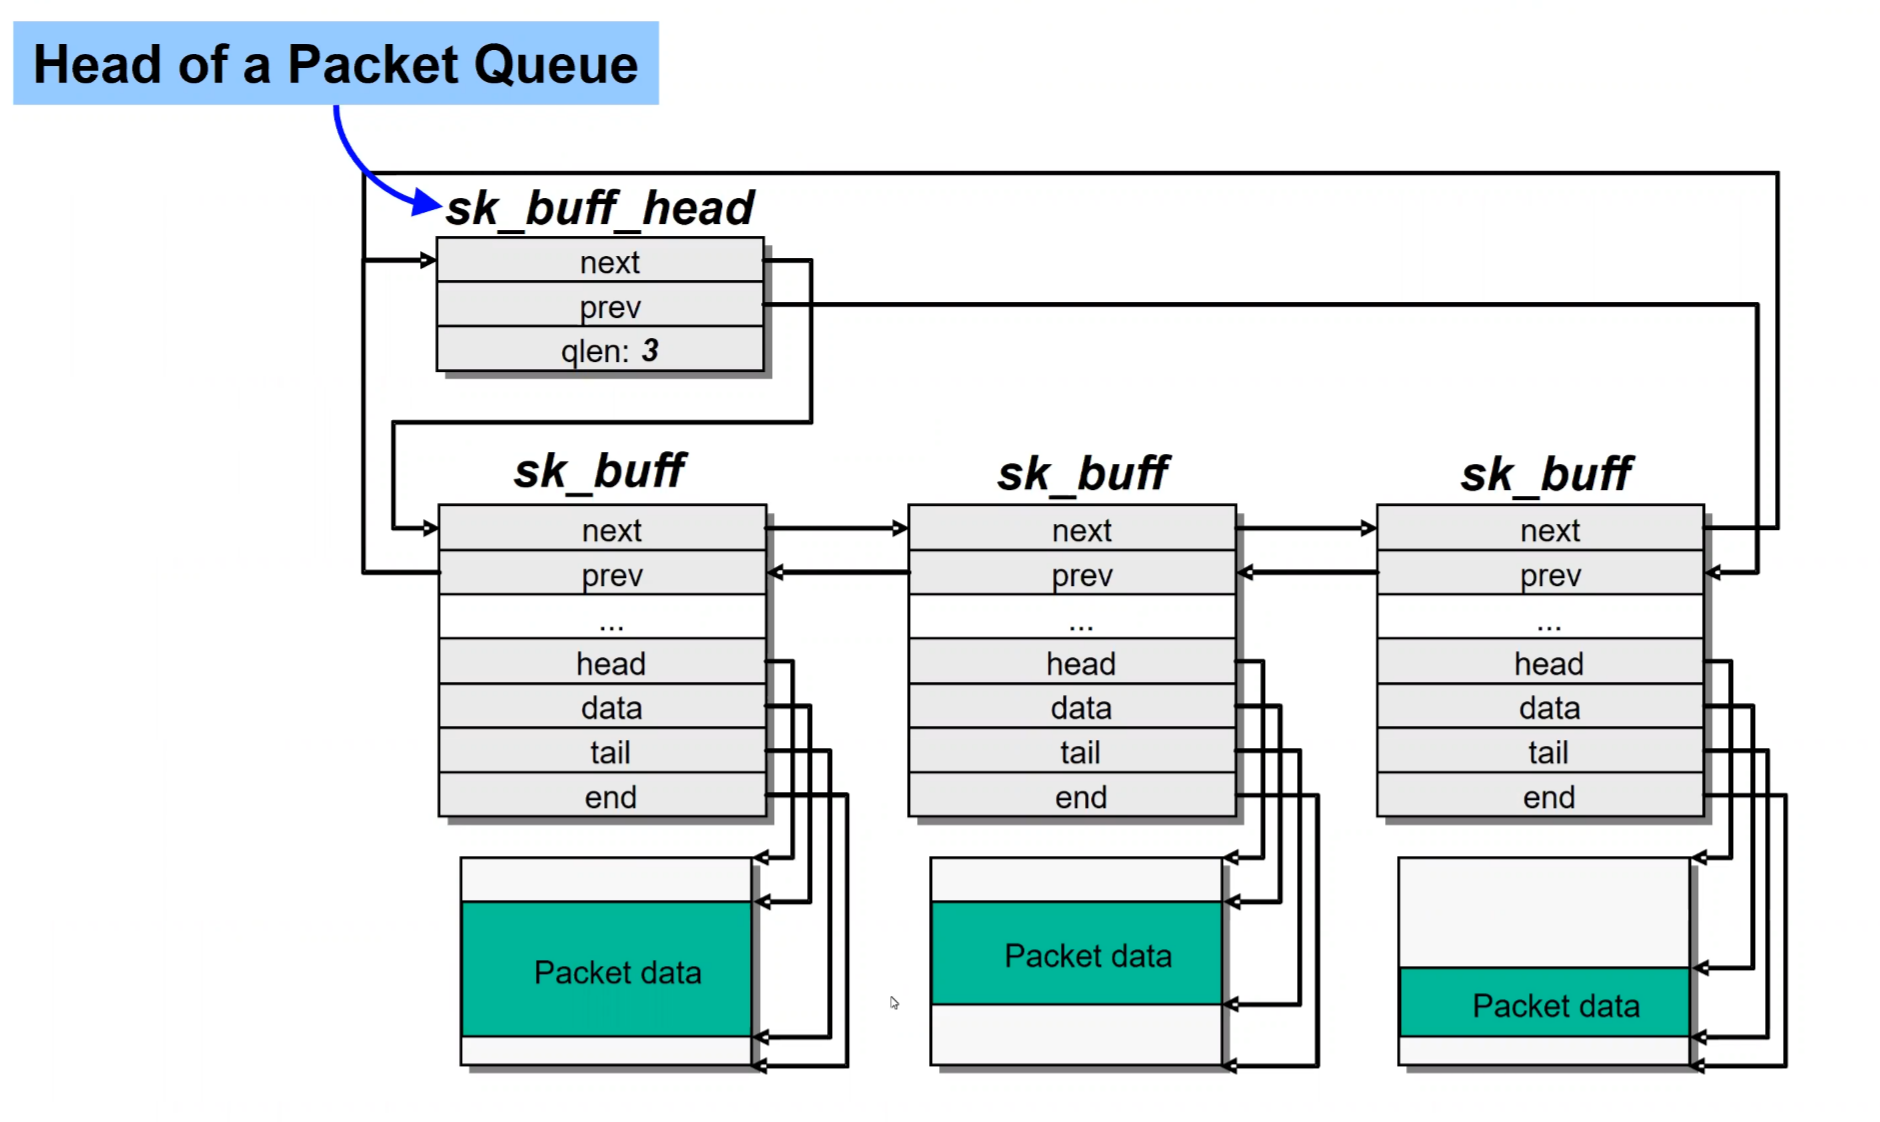 Head of a Packet Queue
sk_buff_head
next
prev
qlen: 3
sk_buff
next
prev
...
head
data
tail
end
Packet data
sk_buff
next
prev
...
head
data
tail
end
Packet data
sk_buff
next
prev
...
head
data
tail
end
Packet data